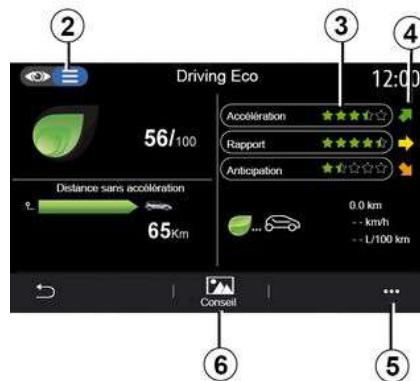 2
3
4
Driving Eco
12:00
56/100
Accélération
Rapport
Anticipation
Distance sans accélération
65Km
0.0 km
- - km/h
- - L/100 km
Conseil
6
5